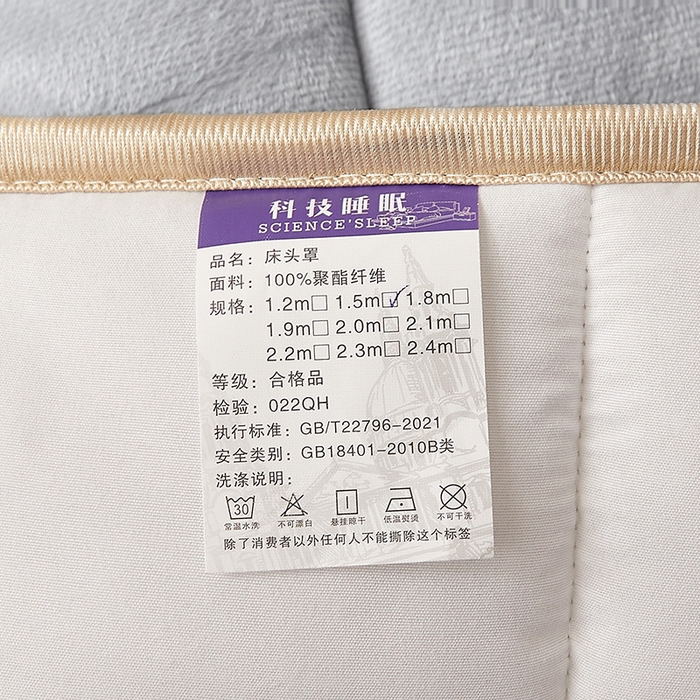 科技睡眠
SCIENCE'SLEEP
品名：床头罩
面料：100%聚酯纤维
规格：1.2m□ 1.5m☑ 1.8m□
1.9m□ 2.0m□ 2.1m□
2.2m□ 2.3m□ 2.4m□
等级：合格品
检验：022QH
执行标准：GB/T22796-2021
安全类别：GB18401-2010B类
洗涤说明：
30
常温水洗 不可漂白 悬挂晾干 低温熨烫 不可干洗
除了消费者以外任何人不能撕除这个标签